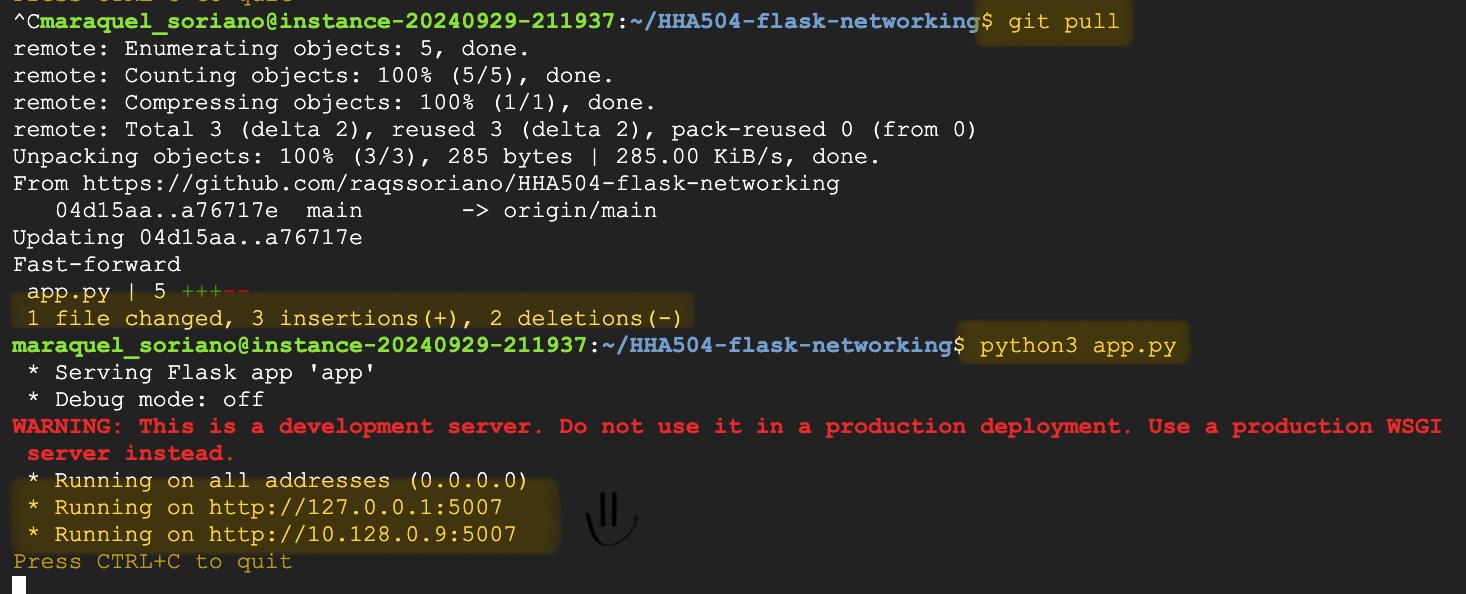 Press CTRL+C to quit
^Cmaraquel_soriano@instance-20240929-211937:~/HHA504-flask-networking$ git pull
remote: Enumerating objects: 5, done.
remote: Counting objects: 100% (5/5), done.
remote: Compressing objects: 100% (1/1), done.
remote: Total 3 (delta 2), reused 3 (delta 2), pack-reused 0 (from 0)
Unpacking objects: 100% (3/3), 285 bytes | 285.00 KiB/s, done.
From https://github.com/raqssoriano/HHA504-flask-networking
   04d15aa..a76717e  main       -> origin/main
Updating 04d15aa..a76717e
Fast-forward
 app.py | 5 +++--
 1 file changed, 3 insertions(+), 2 deletions(-)
maraquel_soriano@instance-20240929-211937:~/HHA504-flask-networking$ python3 app.py
 * Serving Flask app 'app'
 * Debug mode: off
WARNING: This is a development server. Do not use it in a production deployment. Use a production WSGI
 server instead.
 * Running on all addresses (0.0.0.0)
 * Running on http://127.0.0.1:5007
 * Running on http://10.128.0.9:5007
Press CTRL+C to quit